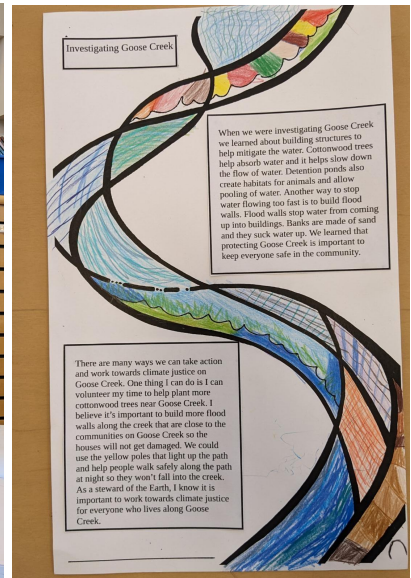 Investigating Goose Creek
When we were investigating Goose Creek
we learned about building structures to
help mitigate the water. Cottonwood trees
help absorb water and it helps slow down
the flow of water. Detention ponds also
create habitats for animals and allow
pooling of water. Another way to stop
water flowing too fast is to build flood
walls. Flood walls stop water from coming
up into buildings. Banks are made of sand
and they suck water up. We learned that
protecting Goose Creek is important to
keep everyone safe in the community.
There are many ways we can take action
and work towards climate justice on
Goose Creek. One thing I can do is I can
volunteer my time to help plant more
cottonwood trees near Goose Creek. I
believe it's important to build more flood
walls along the creek that are close to the
communities on Goose Creek so the
houses will not get damaged. We could
use the yellow poles that light up the path
and help people walk safely along the path
at night so they won't fall into the creek.
As a steward of the Earth, I know it is
important to work towards climate justice
for everyone who lives along Goose
Creek.